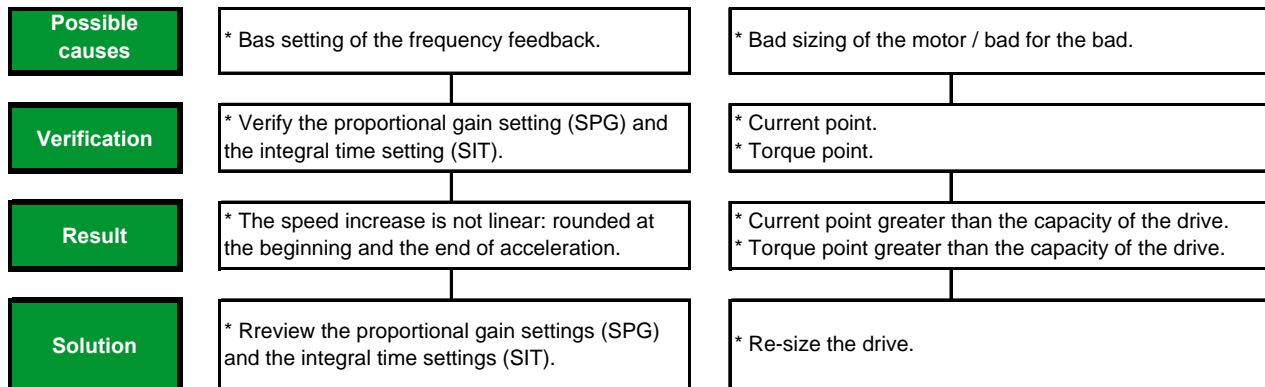 Possible
causes
* Bas setting of the frequency feedback.
* Bad sizing of the motor / bad for the bad.
Verification
* Verify the proportional gain setting (SPG) and
the integral time setting (SIT).
* Current point.
* Torque point.
Result
* The speed increase is not linear: rounded at
the beginning and the end of acceleration.
* Current point greater than the capacity of the drive.
* Torque point greater than the capacity of the drive.
Solution
* Rreview the proportional gain settings (SPG)
and the integral time settings (SIT).
* Re-size the drive.